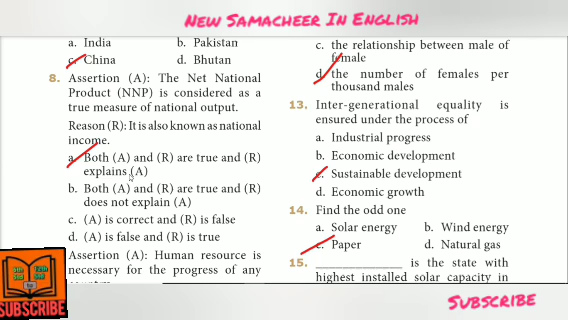 New Samacheer In English
a. India b. Pakistan
c. China d. Bhutan
8. Assertion (A): The Net National
Product (NNP) is considered as a
true measure of national output.
Reason (R): It is also known as national
income.
a. Both (A) and (R) are true and (R)
explains (A)
b. Both (A) and (R) are true and (R)
does not explain (A)
c. (A) is correct and (R) is false
d. (A) is false and (R) is true
Assertion (A): Human resource is
necessary for the progress of any
c. the relationship between male of
female
d. the number of females per
thousand males
13. Inter-generational equality is
ensured under the process of
a. Industrial progress
b. Economic development
c. Sustainable development
d. Economic growth
14. Find the odd one
a. Solar energy b. Wind energy
c. Paper d. Natural gas
15. ______________ is the state with
highest installed solar capacity in
SUBSCRIBE
Subscribe